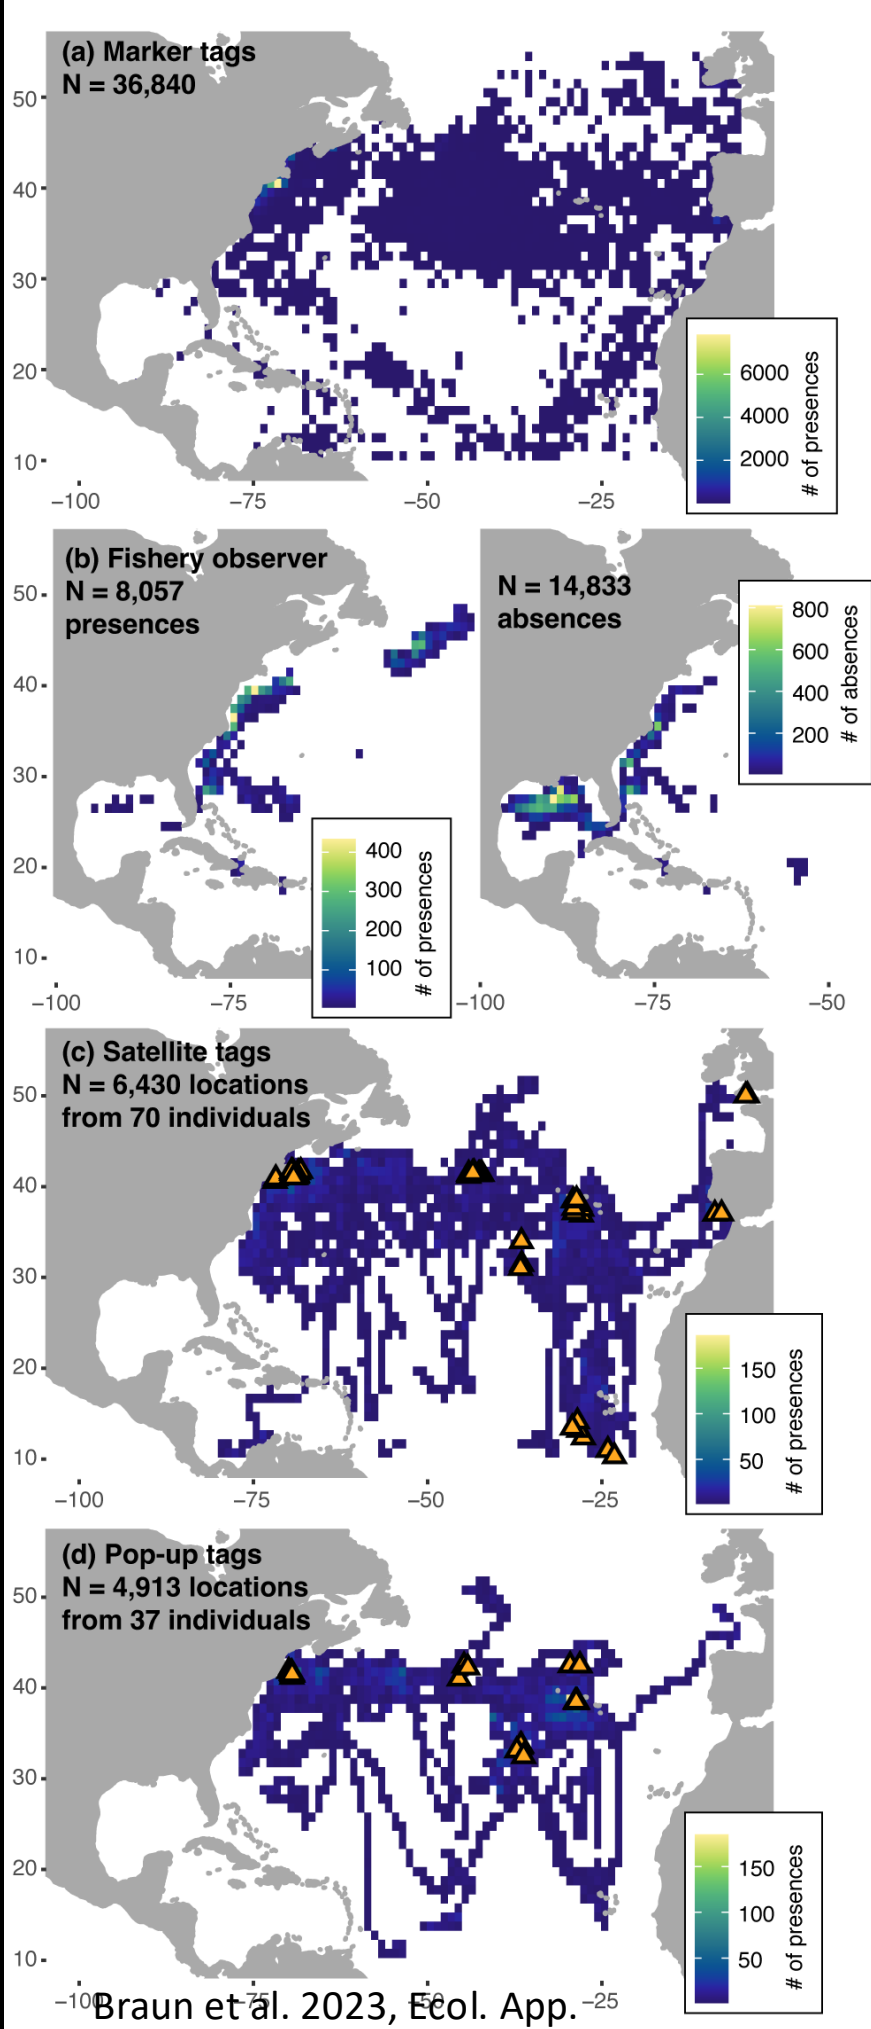 (a) Marker tags
N = 36,840
50
40
30
20
10
−100 −75 −50 −25
6000
4000
2000
# of presences
(b) Fishery observer
N = 8,057
presences
50
40
30
20
10
−100 −75
400
300
200
100
# of presences
N = 14,833
absences
800
600
400
200
# of absences
−100 −75 −50
(c) Satellite tags
N = 6,430 locations
from 70 individuals
50
40
30
20
10
−100 −75 −50 −25
150
100
50
# of presences
(d) Pop-up tags
N = 4,913 locations
from 37 individuals
50
40
30
20
10
150
100
50
# of presences
−100 −75 −50 −25
Braun et al. 2023, Ecol. App.